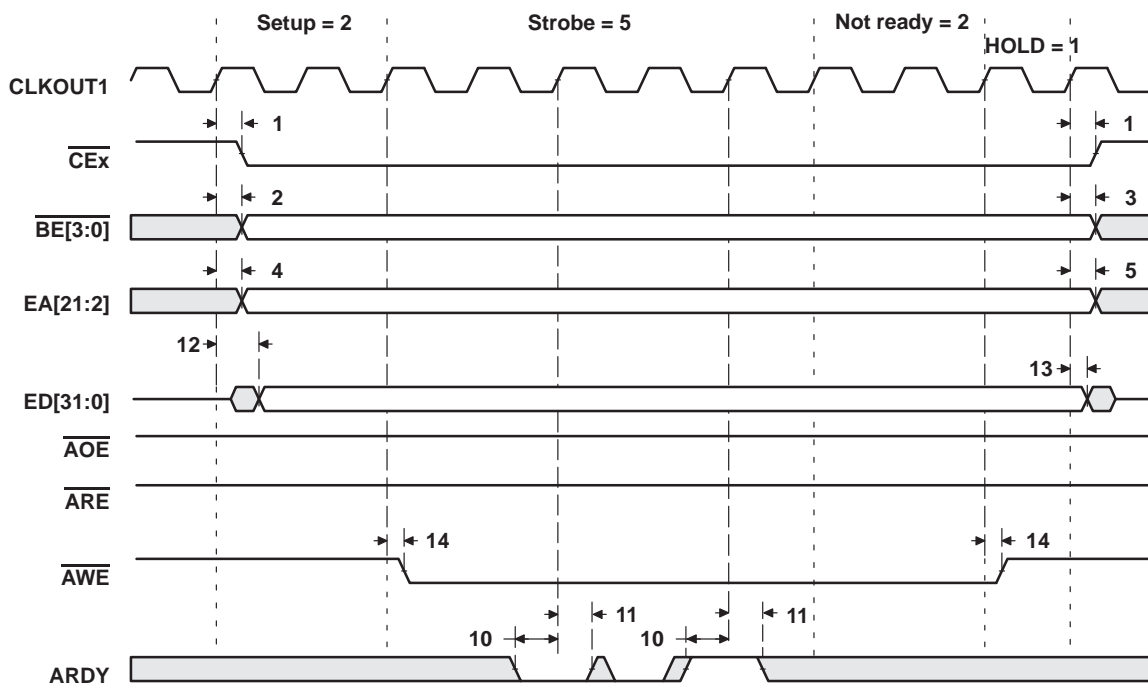 Setup = 2 Strobe = 5 Not ready = 2
HOLD = 1
CLKOUT1
1 1
CEx
2 3
BE[3:0]
4 5
EA[21:2]
12
13
ED[31:0]
AOE
ARE
14 14
AWE
11 11
10 10
ARDY